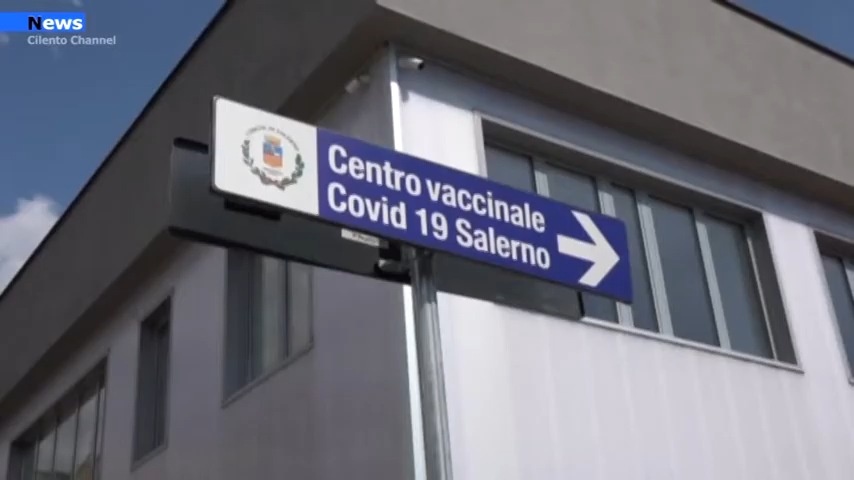 News
Cilento Channel
Centro vaccinale
Covid 19 Salerno